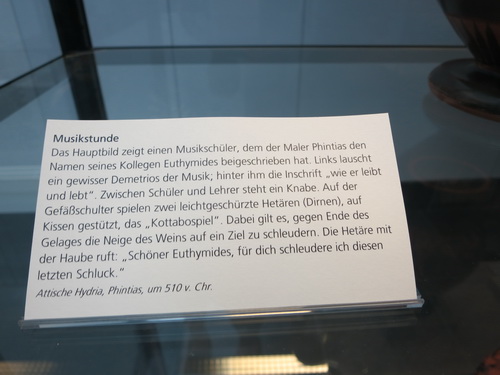 Musikstunde
Das Hauptbild zeigt einen Musikschüler, dem der Maler Phintias den
Namen seines Kollegen Euthymides beigeschrieben hat. Links lauscht
ein gewisser Demetrios der Musik; hinter ihm die Inschrift „wie er leibt
und lebt“. Zwischen Schüler und Lehrer steht ein Knabe. Auf der
Gefäßschulter spielen zwei leichtgeschürzte Hetären (Dirnen), auf
Kissen gestützt, das „Kottabospiel“. Dabei gilt es, gegen Ende des
Gelages die Neige des Weins auf ein Ziel zu schleudern. Die Hetäre mit
der Haube ruft: „Schöner Euthymides, für dich schleudere ich diesen
letzten Schluck.“
Attische Hydria, Phintias, um 510 v. Chr.